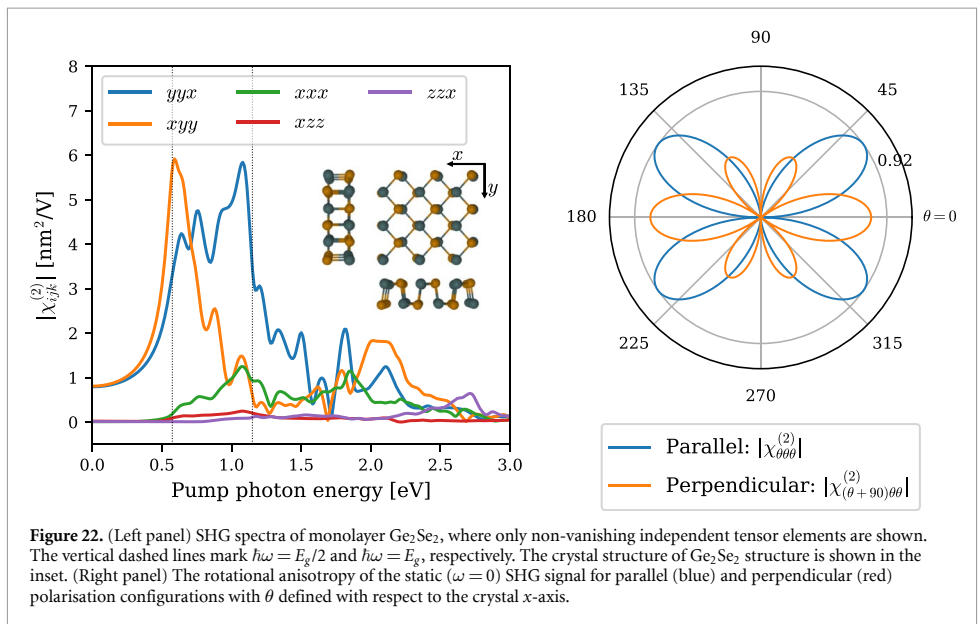 8
7
6
5
4
3
2
1
0
|χ⁽²⁾ᵢⱼₖ| [nm²/V]
yyx xxx zzx
xyy xzz
x
y
0.0 0.5 1.0 1.5 2.0 2.5 3.0
Pump photon energy [eV]
90
135 45
0.92
180 θ = 0
225 315
270
Parallel: |χ⁽²⁾_θθθ|
Perpendicular: |χ⁽²⁾_(θ+90)θθ|
Figure 22. (Left panel) SHG spectra of monolayer Ge₂Se₂, where only non-vanishing independent tensor elements are shown.
The vertical dashed lines mark ℏω = E_g/2 and ℏω = E_g, respectively. The crystal structure of Ge₂Se₂ structure is shown in the
inset. (Right panel) The rotational anisotropy of the static (ω = 0) SHG signal for parallel (blue) and perpendicular (red)
polarisation configurations with θ defined with respect to the crystal x-axis.